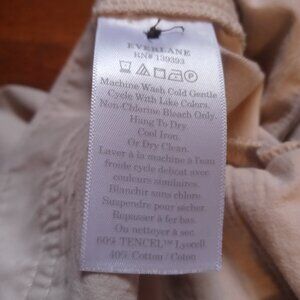 EVERLANE
RN# 139393
Machine Wash Cold Gentle
Cycle With Like Colors.
Non-Chlorine Bleach Only.
Hang To Dry.
Cool Iron.
Or Dry Clean.
Laver à la machine à l'eau
froide cycle délicat avec
couleurs similaires.
Blanchir sans chlore.
Suspendre pour sécher.
Repasser à fer bas.
Ou nettoyer à sec.
60% TENCEL™ Lyocell
40% Cotton / Coton